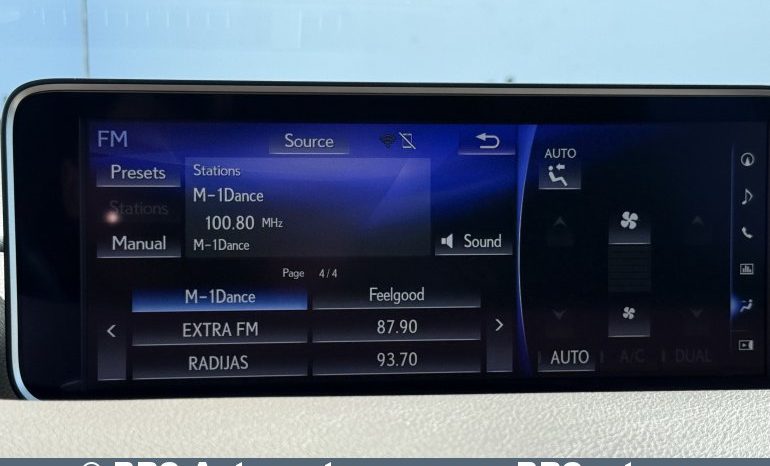 FM
Source
Presets
Stations
Manual
Stations
M-1Dance
100.80 MHz
M-1Dance
Sound
Page 4/4
M-1Dance
Feelgood
EXTRA FM
87.90
RADIJAS
93.70
AUTO
AUTO
A/C
DUAL